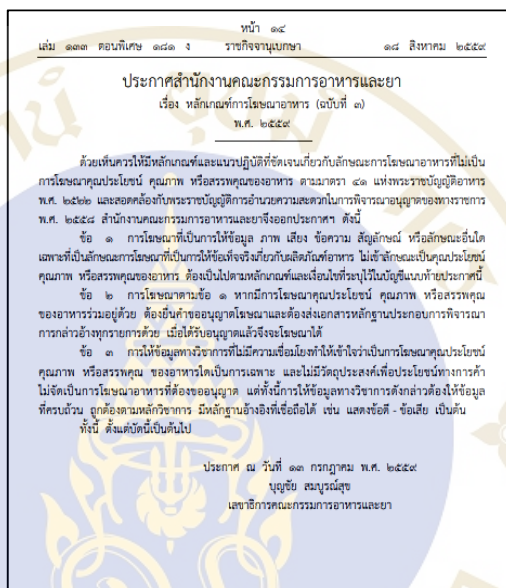 หน้า ๑๔
เล่ม ๑๓๓ ตอนพิเศษ ๑๘๑ ง ราชกิจจานุเบกษา ๑๘ สิงหาคม ๒๕๕๙
ประกาศสำนักงานคณะกรรมการอาหารและยา
เรื่อง หลักเกณฑ์การโฆษณาอาหาร (ฉบับที่ ๓)
พ.ศ. ๒๕๕๙
ด้วยเห็นควรให้มีหลักเกณฑ์และแนวปฏิบัติที่ชัดเจนเกี่ยวกับลักษณะการโฆษณาอาหารที่ไม่เป็น
การโฆษณาคุณประโยชน์ คุณภาพ หรือสรรพคุณของอาหาร ตามมาตรา ๔๑ แห่งพระราชบัญญัติอาหาร
พ.ศ. ๒๕๒๒ และสอดคล้องกับพระราชบัญญัติการอำนวยความสะดวกในการพิจารณาอนุญาตของทางราชการ
พ.ศ. ๒๕๕๘ สำนักงานคณะกรรมการอาหารและยาจึงออกประกาศฯ ดังนี้
ข้อ ๑ การโฆษณาที่เป็นการให้ข้อมูล ภาพ เสียง ข้อความ สัญลักษณ์ หรือลักษณะอื่นใด
เฉพาะที่เป็นลักษณะการโฆษณาที่เป็นการให้ข้อเท็จจริงเกี่ยวกับผลิตภัณฑ์อาหาร ไม่เข้าลักษณะเป็นคุณประโยชน์
คุณภาพ หรือสรรพคุณของอาหาร ต้องเป็นไปตามหลักเกณฑ์และเงื่อนไขที่ระบุไว้ในบัญชีแนบท้ายประกาศนี้
ข้อ ๒ การโฆษณาตามข้อ ๑ หากมีการโฆษณาคุณประโยชน์ คุณภาพ หรือสรรพคุณ
ของอาหารร่วมอยู่ด้วย ต้องยื่นคำขออนุญาตโฆษณาและต้องส่งเอกสารหลักฐานประกอบการพิจารณา
การกล่าวอ้างทุกรายการด้วย เมื่อได้รับอนุญาตแล้วจึงจะโฆษณาได้
ข้อ ๓ การให้ข้อมูลทางวิชาการที่ไม่มีความเชื่อมโยงทำให้เข้าใจว่าเป็นการโฆษณาคุณประโยชน์
คุณภาพ หรือสรรพคุณ ของอาหารใดเป็นการเฉพาะ และไม่มีวัตถุประสงค์เพื่อประโยชน์ทางการค้า
ไม่จัดเป็นการโฆษณาอาหารที่ต้องขออนุญาต แต่ทั้งนี้การให้ข้อมูลทางวิชาการดังกล่าวต้องให้ข้อมูล
ที่ครบถ้วน ถูกต้องตามหลักวิชาการ มีหลักฐานอ้างอิงที่เชื่อถือได้ เช่น แสดงข้อดี - ข้อเสีย เป็นต้น
ทั้งนี้ ตั้งแต่บัดนี้เป็นต้นไป
ประกาศ ณ วันที่ ๑๓ กรกฎาคม พ.ศ. ๒๕๕๙
บุญชัย สมบูรณ์สุข
เลขาธิการคณะกรรมการอาหารและยา